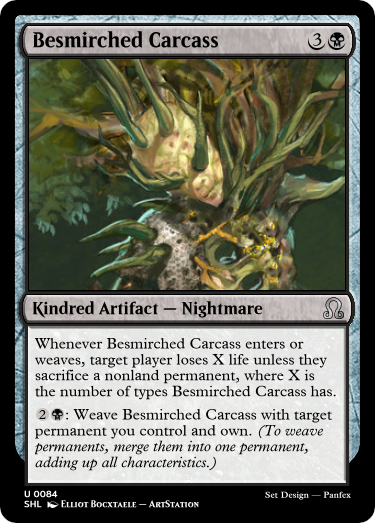 Besmirched Carcass 3
Kindred Artifact — Nightmare
Whenever Besmirched Carcass enters or
weaves, target player loses X life unless they
sacrifice a nonland permanent, where X is
the number of types Besmirched Carcass has.
2 : Weave Besmirched Carcass with target
permanent you control and own. (To weave
permanents, merge them into one permanent,
adding up all characteristics.)
U 0084
SHL Elliot Bocxtaele — ArtStation
Set Design — Panfex